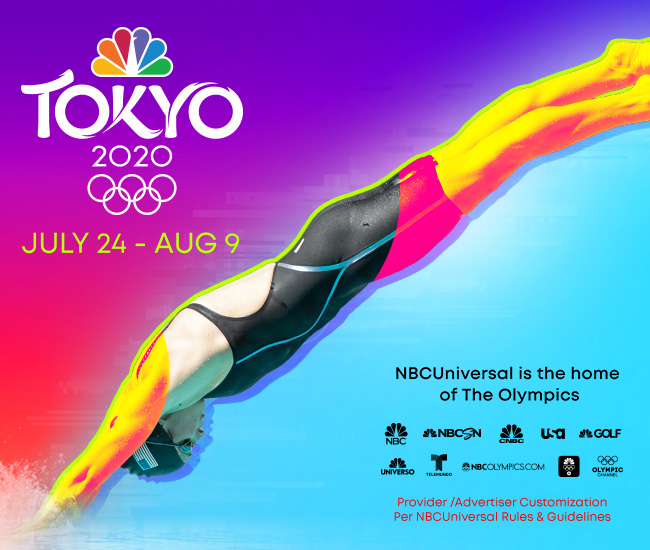 TOKYO
2020
JULY 24 - AUG 9
NBCUniversal is the home
of The Olympics
NBC NBCSN CNBC USA GOLF
UNIVERSO TELEMUNDO NBCOLYMPICS.COM OLYMPIC CHANNEL
Provider /Advertiser Customization
Per NBCUniversal Rules & Guidelines